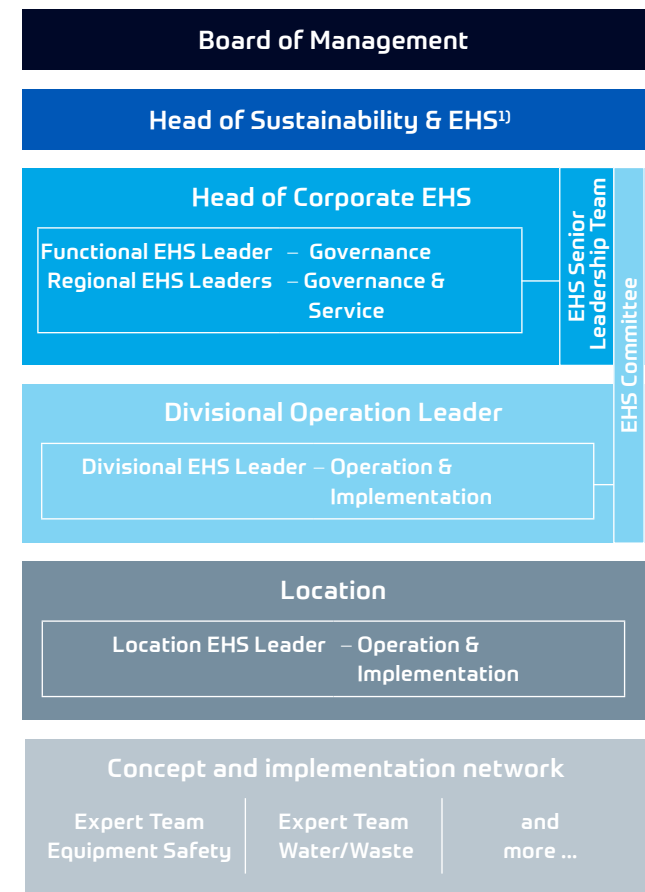 Board of Management
Head of Sustainability & EHS¹⁾
Head of Corporate EHS
Functional EHS Leader – Governance
Regional EHS Leaders – Governance &
Service
EHS Senior
Leadership Team
EHS Committee
Divisional Operation Leader
Divisional EHS Leader – Operation &
Implementation
Location
Location EHS Leader – Operation &
Implementation
Concept and implementation network
Expert Team
Equipment Safety
Expert Team
Water/Waste
and
more ...